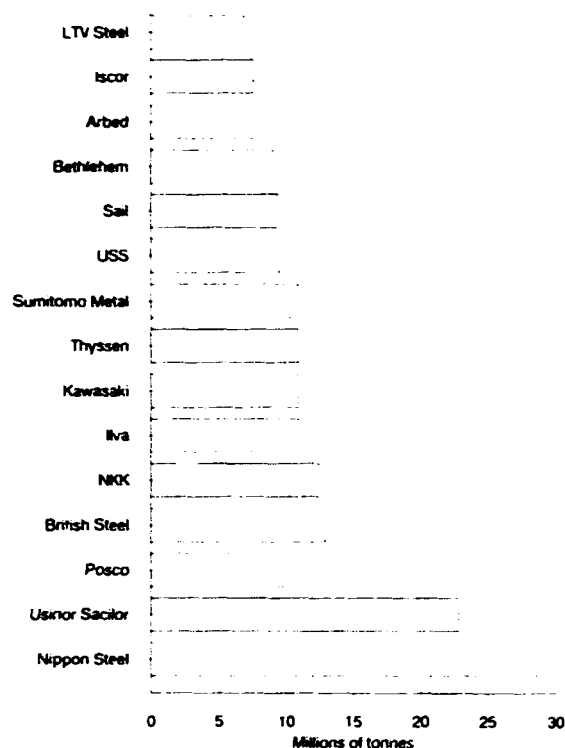 LTV Steel
Iscor
Arbed
Bethlehem
Sail
USS
Sumitomo Metal
Thyssen
Kawasaki
Ilva
NKK
British Steel
Posco
Usinor Sacilor
Nippon Steel
0 5 10 15 20 25 30
Millions of tonnes